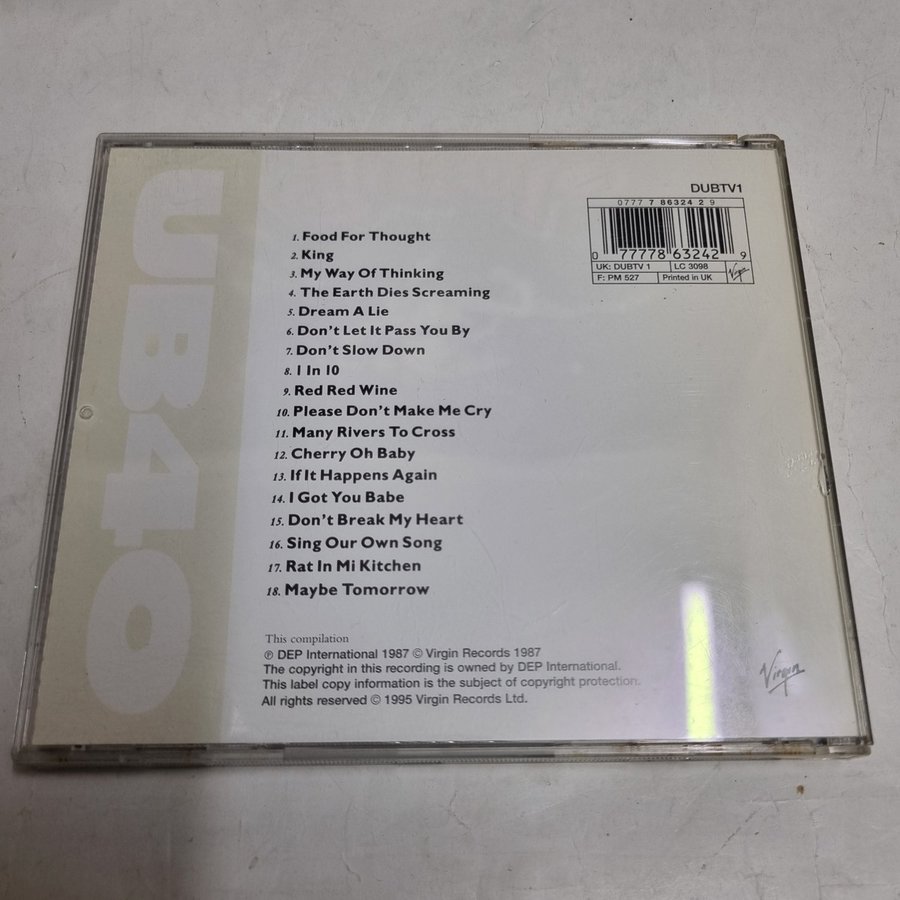 UB40
DUBTV1
0777 7 86324 2 9
0 77778 63242 9
UK: DUBTV 1 LC 3098
F: PM 527 Printed in UK Virgin
1. Food For Thought
2. King
3. My Way Of Thinking
4. The Earth Dies Screaming
5. Dream A Lie
6. Don't Let It Pass You By
7. Don't Slow Down
8. I In 10
9. Red Red Wine
10. Please Don't Make Me Cry
11. Many Rivers To Cross
12. Cherry Oh Baby
13. If It Happens Again
14. I Got You Babe
15. Don't Break My Heart
16. Sing Our Own Song
17. Rat In Mi Kitchen
18. Maybe Tomorrow
This compilation
℗ DEP International 1987 © Virgin Records 1987
The copyright in this recording is owned by DEP International.
This label copy information is the subject of copyright protection.
All rights reserved © 1995 Virgin Records Ltd.
Virgin